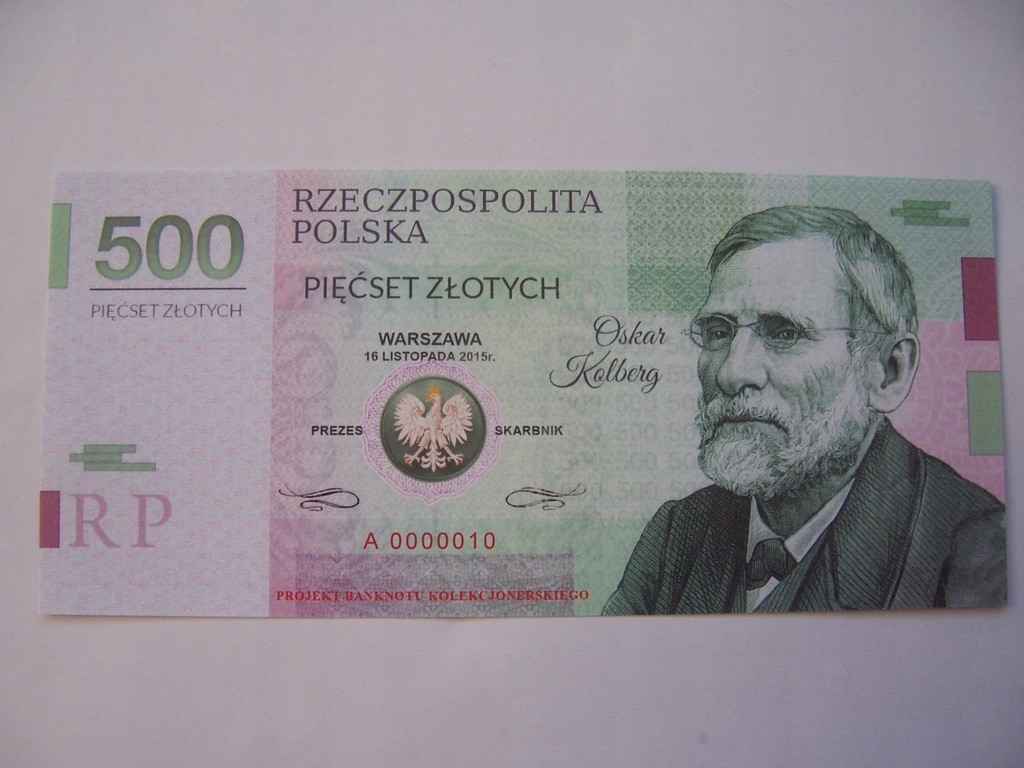 500
PIĘĆSET ZŁOTYCH
RP
RZECZPOSPOLITA
POLSKA
PIĘĆSET ZŁOTYCH
WARSZAWA
16 LISTOPADA 2015r.
PREZES SKARBNIK
A 0000010
PROJEKT BANKNOTU KOLEKCJONERSKIEGO
Oskar
Kolberg